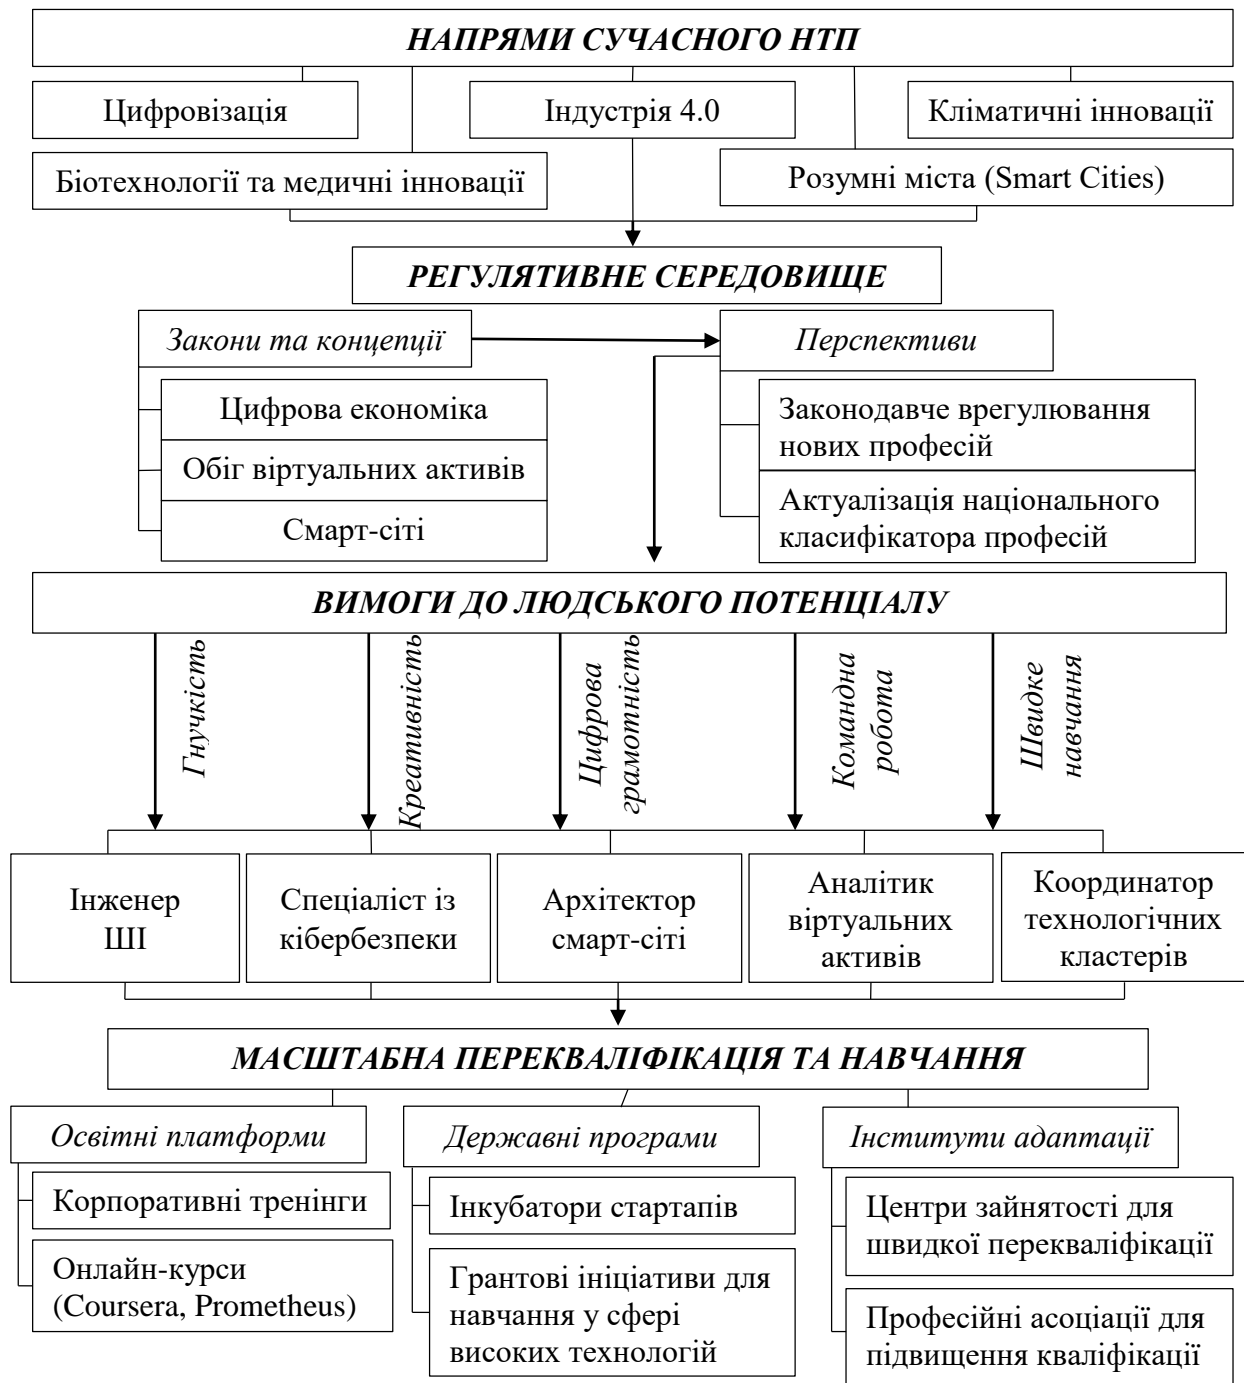 НАПРЯМИ СУЧАСНОГО НТП
Цифровізація
Індустрія 4.0
Кліматичні інновації
Біотехнології та медичні інновації
Розумні міста (Smart Cities)
РЕГУЛЯТИВНЕ СЕРЕДОВИЩЕ
Закони та концепції
Перспективи
Цифрова економіка
Обіг віртуальних активів
Смарт-сіті
Законодавче врегулювання
нових професій
Актуалізація національного
класифікатора професій
ВИМОГИ ДО ЛЮДСЬКОГО ПОТЕНЦІАЛУ
Гнучкість
Креативність
Цифрова
грамотність
Командна
робота
Швидке
навчання
Інженер
ШІ
Спеціаліст із
кібербезпеки
Архітектор
смарт-сіті
Аналітик
віртуальних
активів
Координатор
технологічних
кластерів
МАСШТАБНА ПЕРЕКВАЛІФІКАЦІЯ ТА НАВЧАННЯ
Освітні платформи
Корпоративні тренінги
Онлайн-курси
(Coursera, Prometheus)
Державні програми
Інкубатори стартапів
Грантові ініціативи для
навчання у сфері
високих технологій
Інститути адаптації
Центри зайнятості для
швидкої перекваліфікації
Професійні асоціації для
підвищення кваліфікації